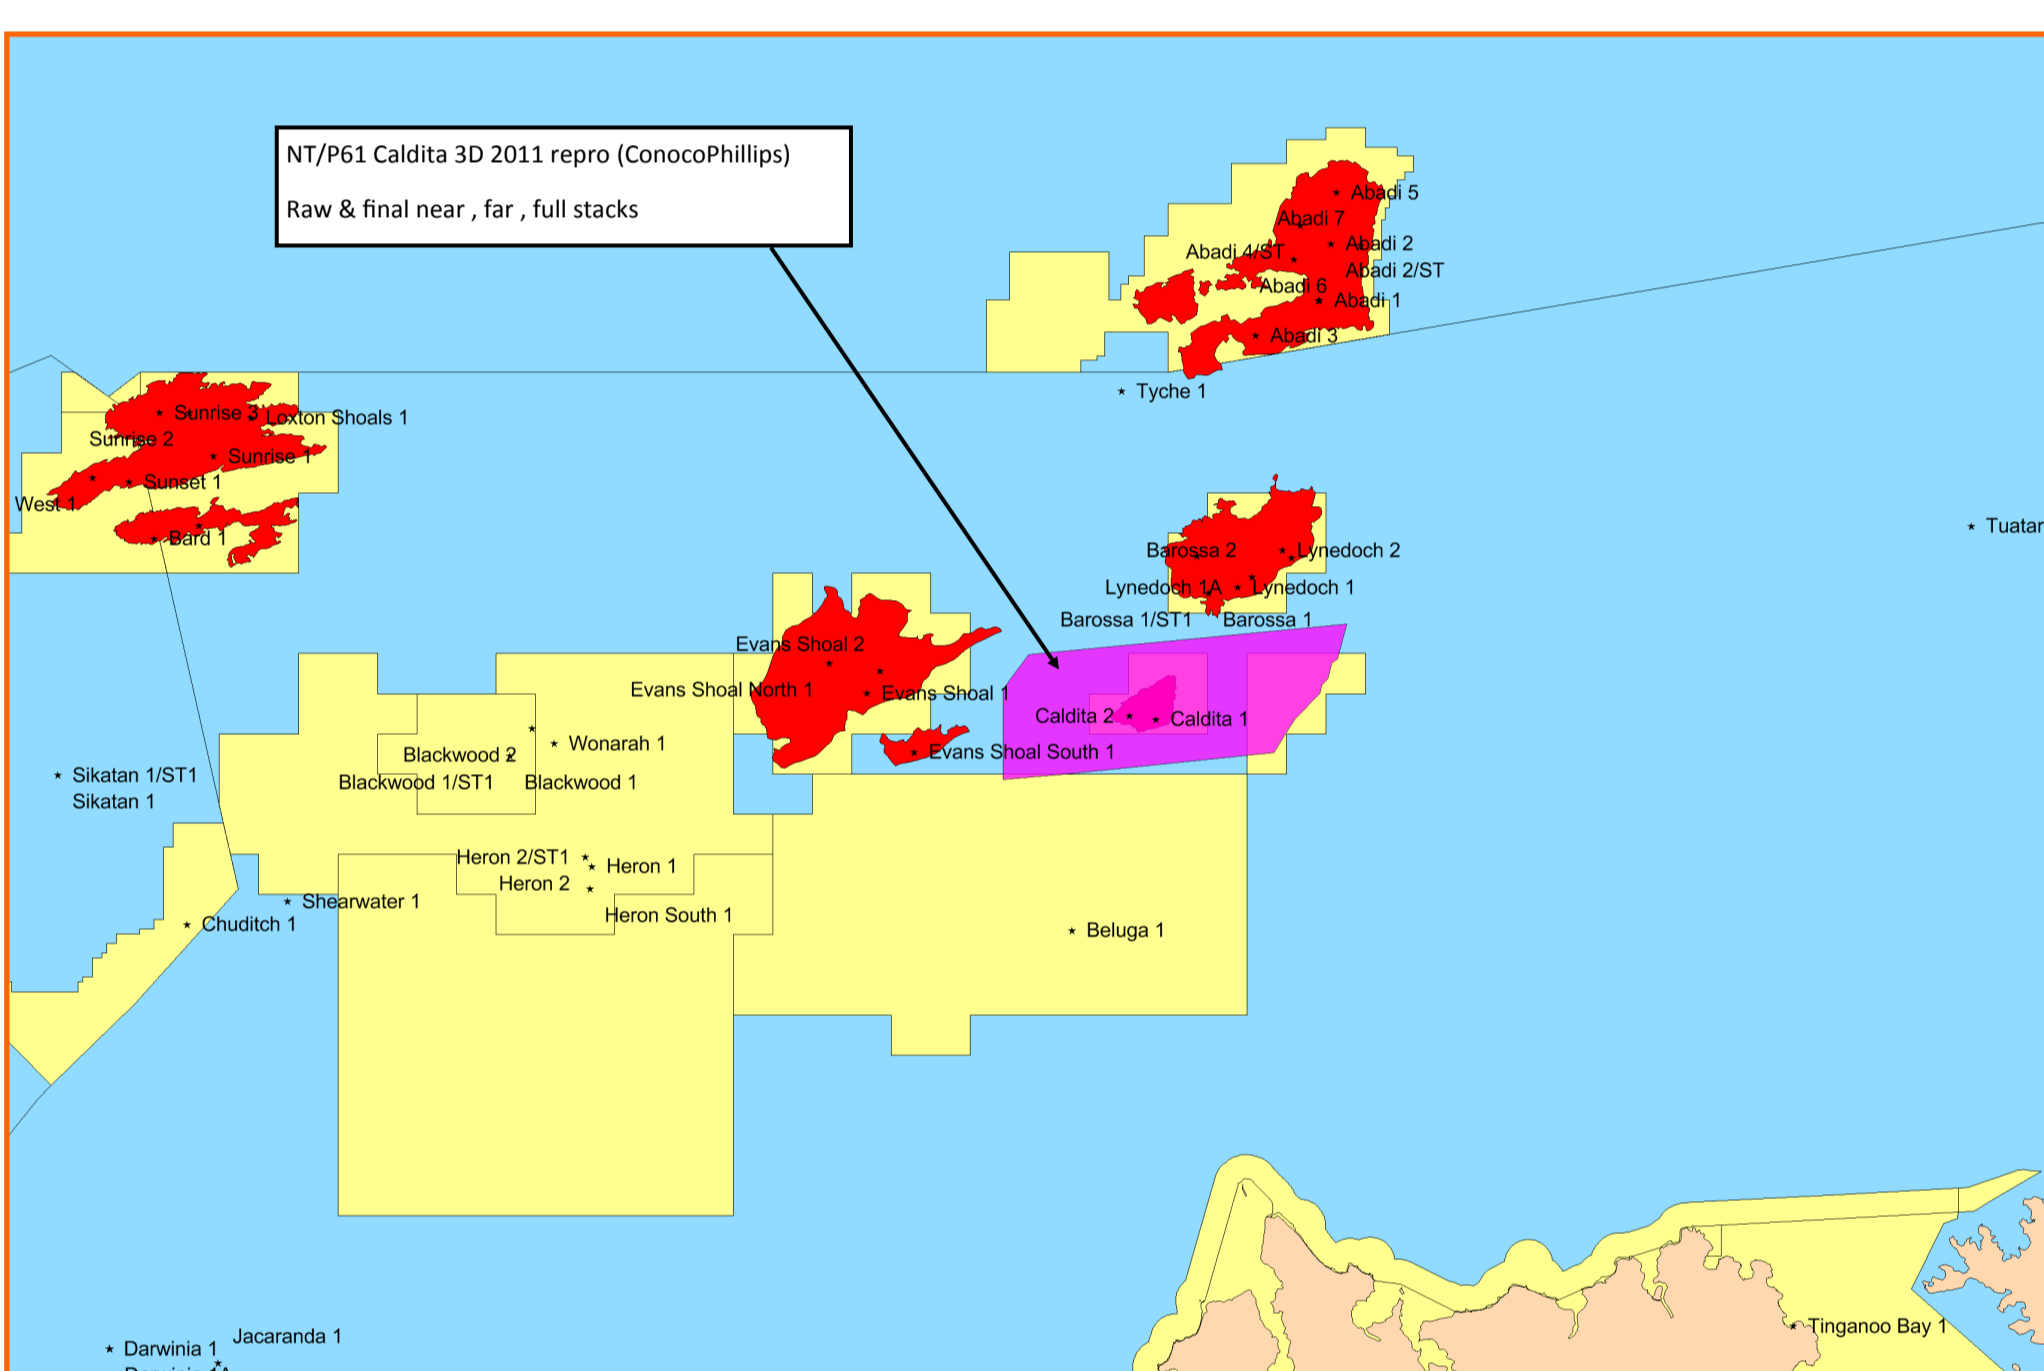 NT/P61 Caldita 3D 2011 repro (ConocoPhillips)
Raw & final near , far , full stacks
Abadi 5
Abadi 7
Abadi 2
Abadi 4/ST
Abadi 2/ST
Abadi 6
Abadi 1
Abadi 3
Tyche 1
Sunrise 3
Loxton Shoals 1
Sunrise 2
Sunrise 1
Sunset 1
West 1
Bard 1
Tuatar
Barossa 2
Lynedoch 2
Lynedoch 1A
Lynedoch 1
Barossa 1/ST1
Barossa 1
Evans Shoal 2
Evans Shoal North 1
Evans Shoal 1
Caldita 2
Caldita 1
Evans Shoal South 1
Wonarah 1
Blackwood 2
Blackwood 1/ST1
Blackwood 1
Sikatan 1/ST1
Sikatan 1
Heron 2/ST1
Heron 1
Heron 2
Heron South 1
Shearwater 1
Chuditch 1
Beluga 1
Tinganoo Bay 1
Jacaranda 1
Darwinia 1